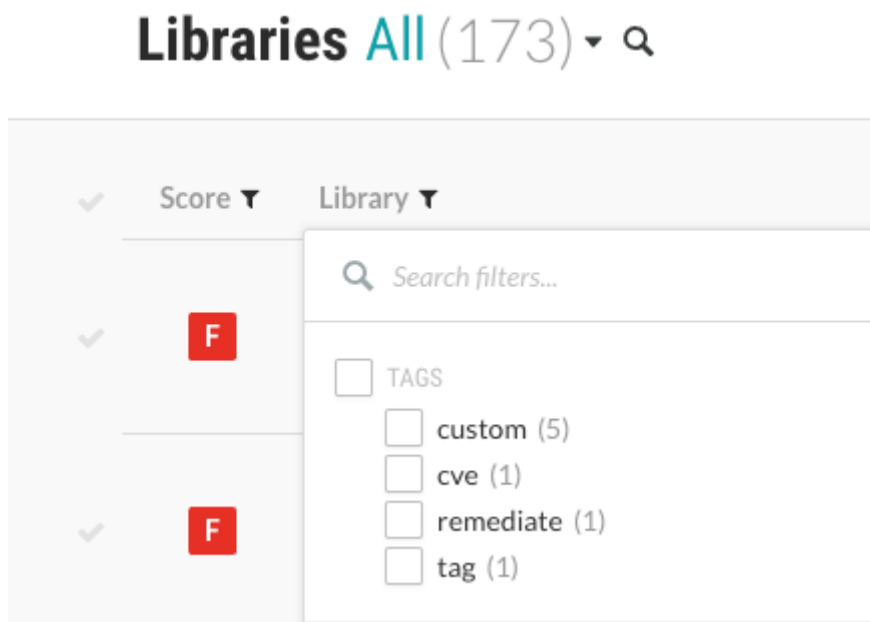 Libraries All (173)
Score Library
Search filters...
F
TAGS
custom (5)
cve (1)
remediate (1)
F
tag (1)